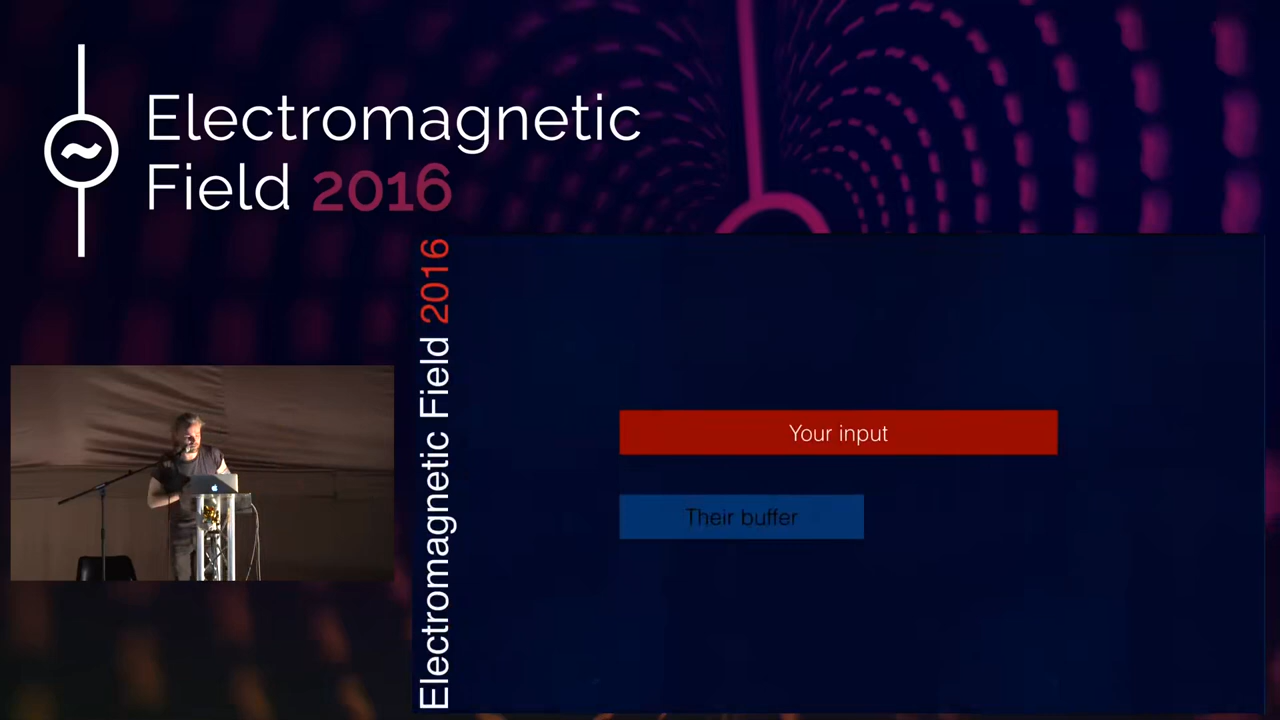 Electromagnetic
Field 2016
Electromagnetic Field 2016
Your input
Their buffer